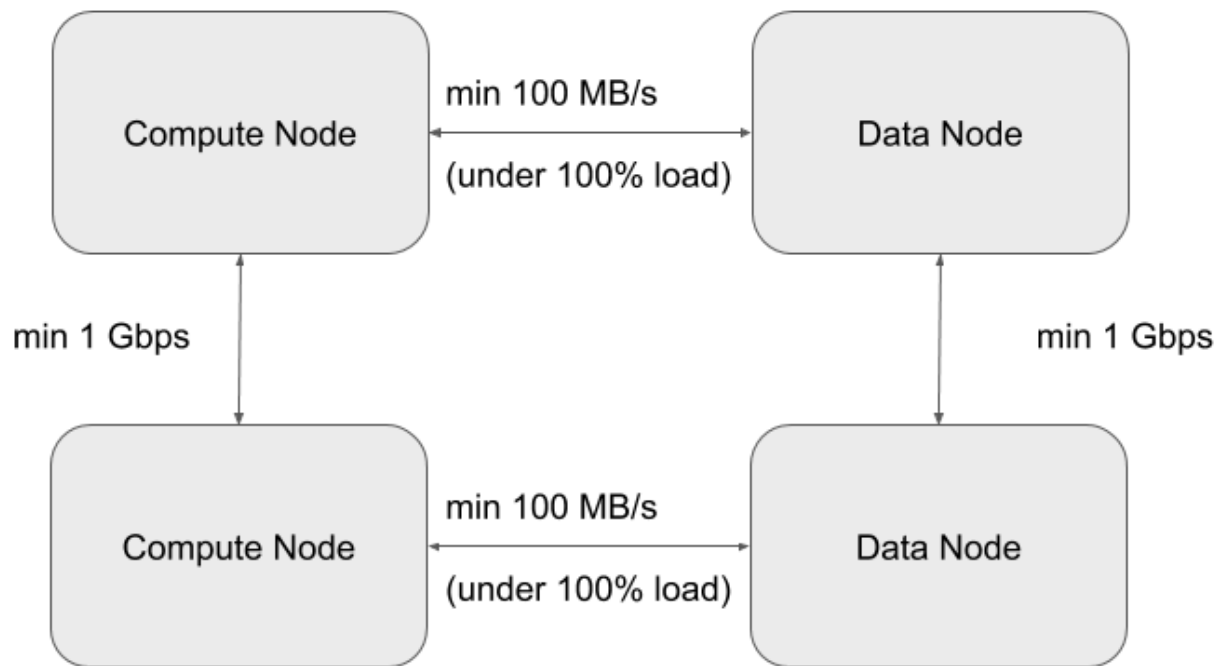 min 100 MB/s
Compute Node
Data Node
(under 100% load)
min 1 Gbps
min 1 Gbps
min 100 MB/s
Compute Node
Data Node
(under 100% load)